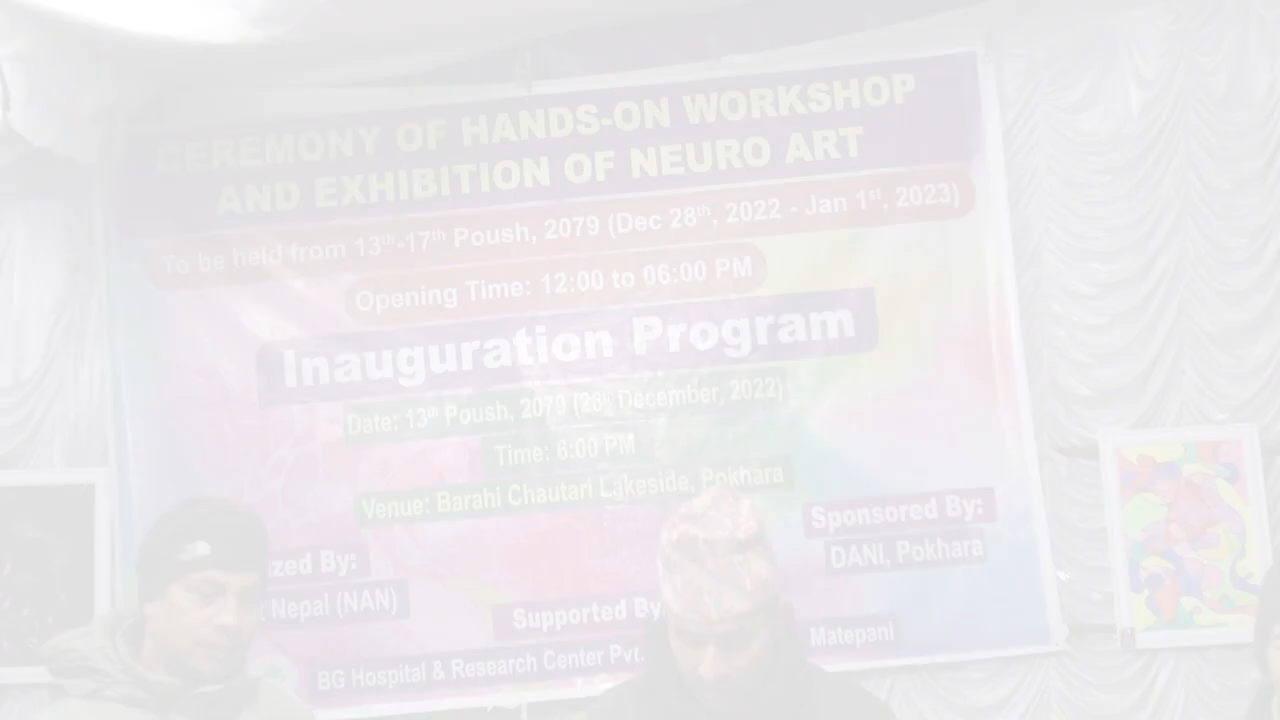 CEREMONY OF HANDS-ON WORKSHOP
AND EXHIBITION OF NEURO ART
To be held from 13th-17th Poush, 2079 (Dec 28th, 2022 - Jan 1st, 2023)
Opening Time: 12:00 to 06:00 PM
Inauguration Program
Date: 13th Poush, 2079 (28th December, 2022)
Time: 6:00 PM
Venue: Barahi Chautari Lakeside, Pokhara
Sponsored By:
DANI, Pokhara
zed By:
Nepal (NAN)
Supported By
BG Hospital & Research Center Pvt.
Matepani